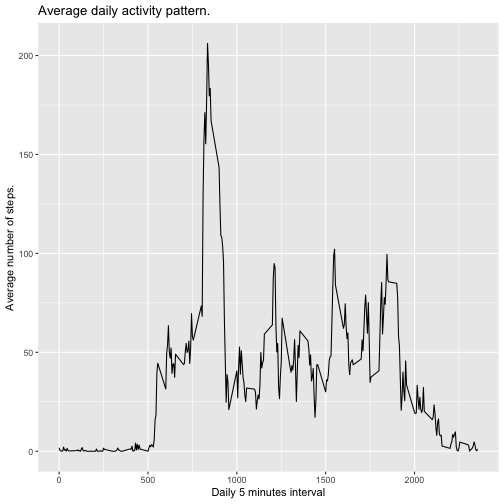 Average daily activity pattern.
200
150
100
50
0
Average number of steps.
0 500 1000 1500 2000
Daily 5 minutes interval